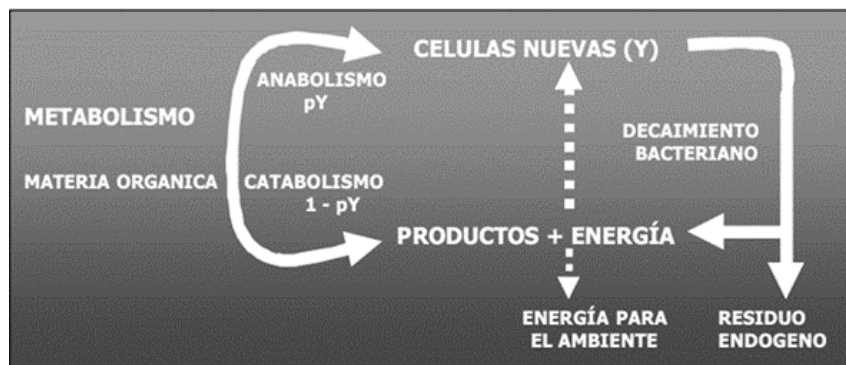 CELULAS NUEVAS (Y)
ANABOLISMO
pY
METABOLISMO
DECAIMIENTO
BACTERIANO
MATERIA ORGANICA
CATABOLISMO
1 - pY
PRODUCTOS + ENERGÍA
ENERGÍA PARA
EL AMBIENTE
RESIDUO
ENDOGENO